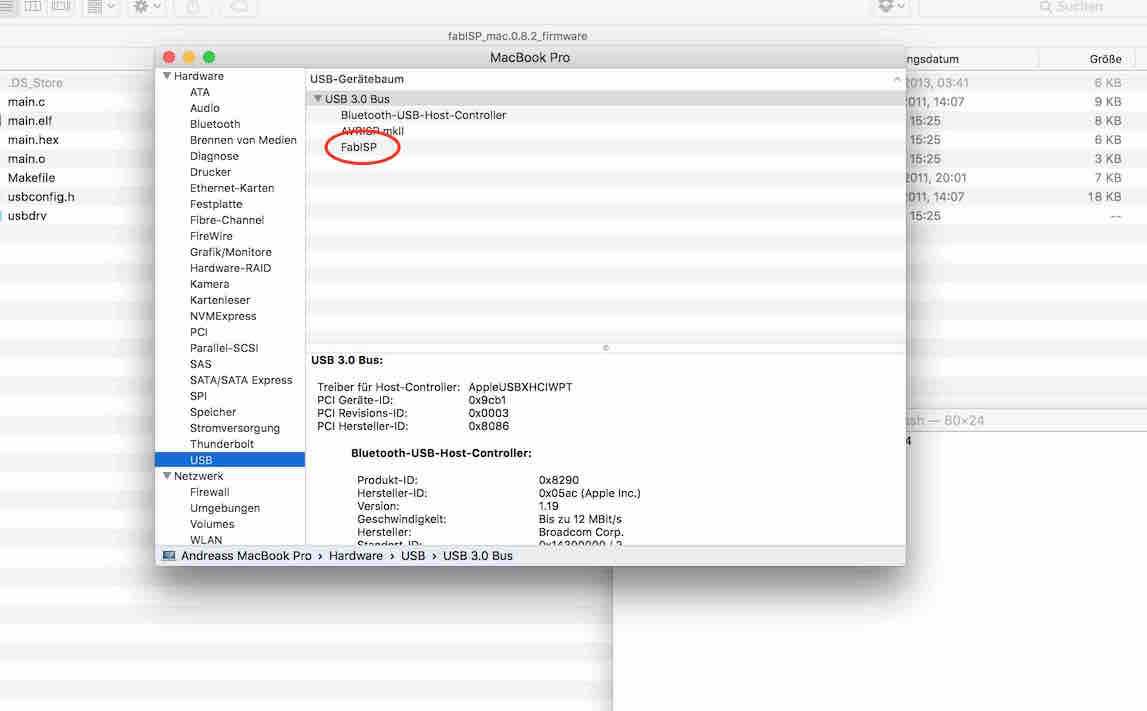 Suchen
fabISP_mac.0.8.2_firmware
MacBook Pro
ngsdatum
Größe
.DS_Store
2013, 03:41
6 KB
main.c
2011, 14:07
9 KB
main.elf
15:25
8 KB
main.hex
15:25
6 KB
main.o
15:25
3 KB
Makefile
2011, 20:01
7 KB
usbconfig.h
2011, 14:07
18 KB
usbdrv
15:25
--
Hardware
ATA
Audio
Bluetooth
Brennen von Medien
Diagnose
Drucker
Ethernet-Karten
Festplatte
Fibre-Channel
FireWire
Grafik/Monitore
Hardware-RAID
Kamera
Kartenleser
NVMExpress
PCI
Parallel-SCSI
SAS
SATA/SATA Express
SPI
Speicher
Stromversorgung
Thunderbolt
USB
Netzwerk
Firewall
Umgebungen
Volumes
WLAN
USB-Gerätebaum
USB 3.0 Bus
Bluetooth-USB-Host-Controller
AVRISP mkII
FabISP
USB 3.0 Bus:
Treiber für Host-Controller: AppleUSBXHCIWPT
PCI Geräte-ID: 0x9cb1
PCI Revisions-ID: 0x0003
PCI Hersteller-ID: 0x8086
Bluetooth-USB-Host-Controller:
Produkt-ID: 0x8290
Hersteller-ID: 0x05ac (Apple Inc.)
Version: 1.19
Geschwindigkeit: Bis zu 12 MBit/s
Hersteller: Broadcom Corp.
Standort-ID: 0x14300000 / 2
Andreass MacBook Pro › Hardware › USB › USB 3.0 Bus
ash — 80×24
4